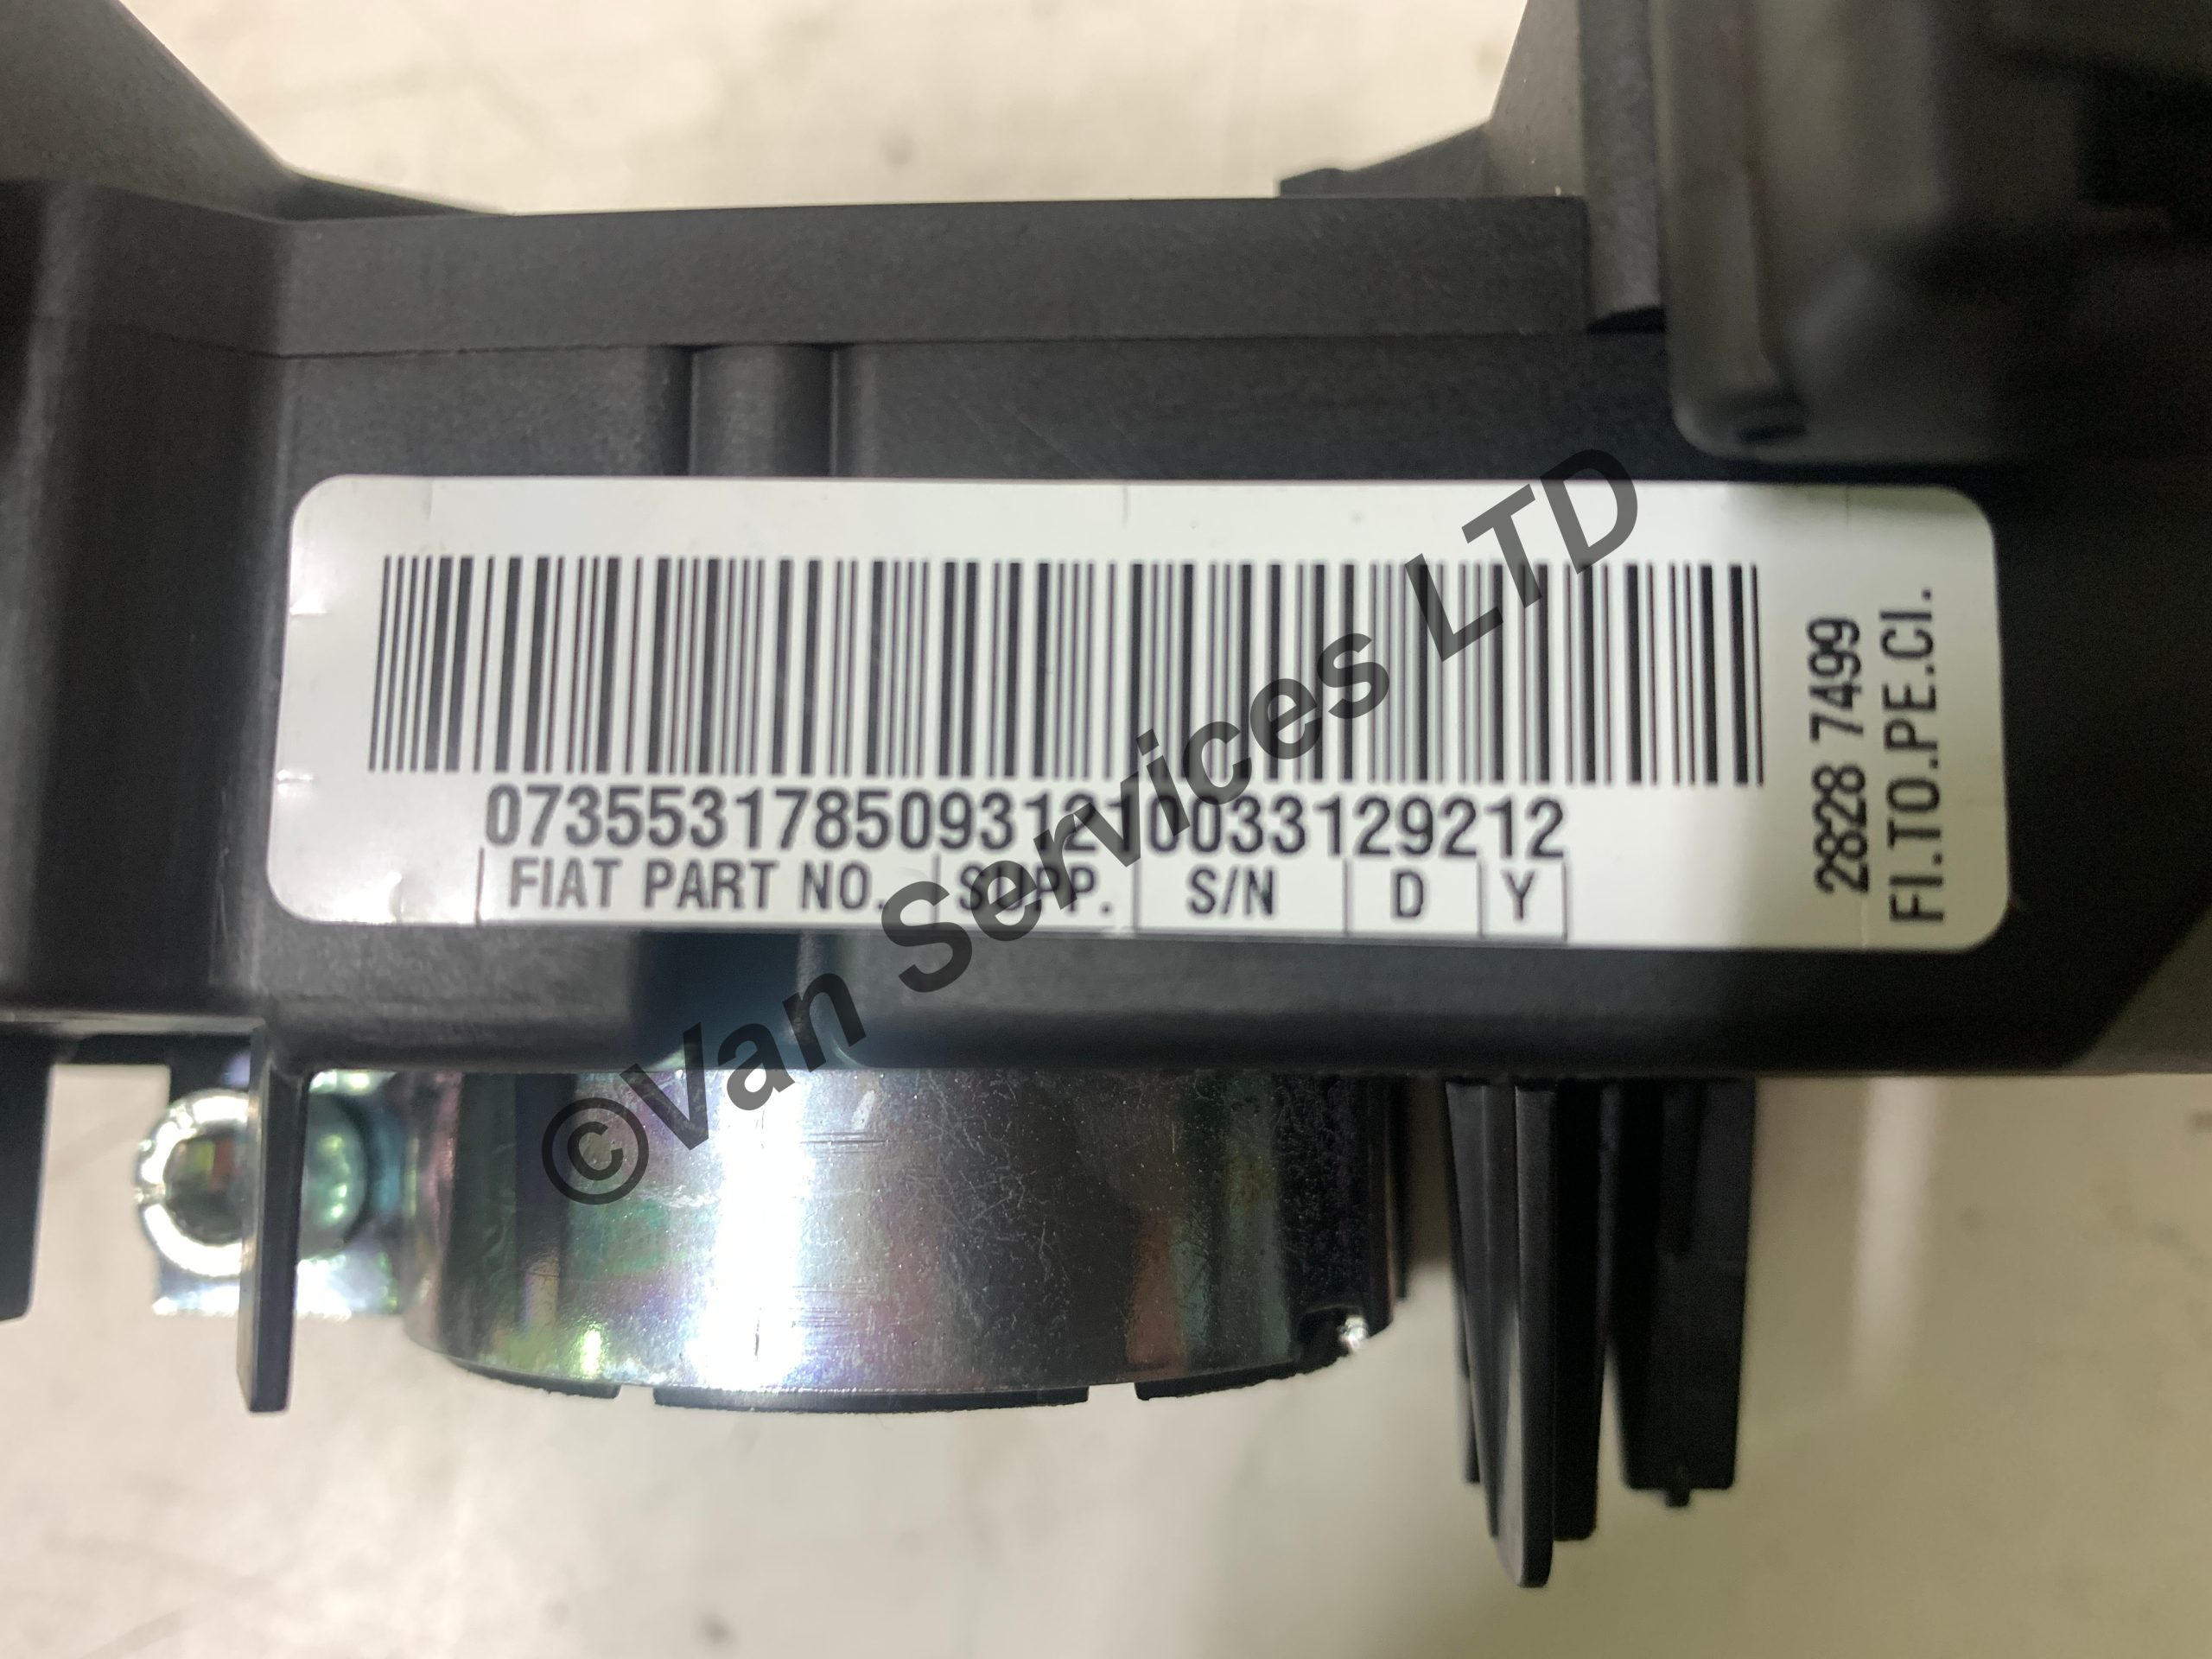 07355317850931210033129212
FIAT PART NO. SUPP. S/N D Y
2828 7499
FI.TO.PE.CI.
©Van Services LTD